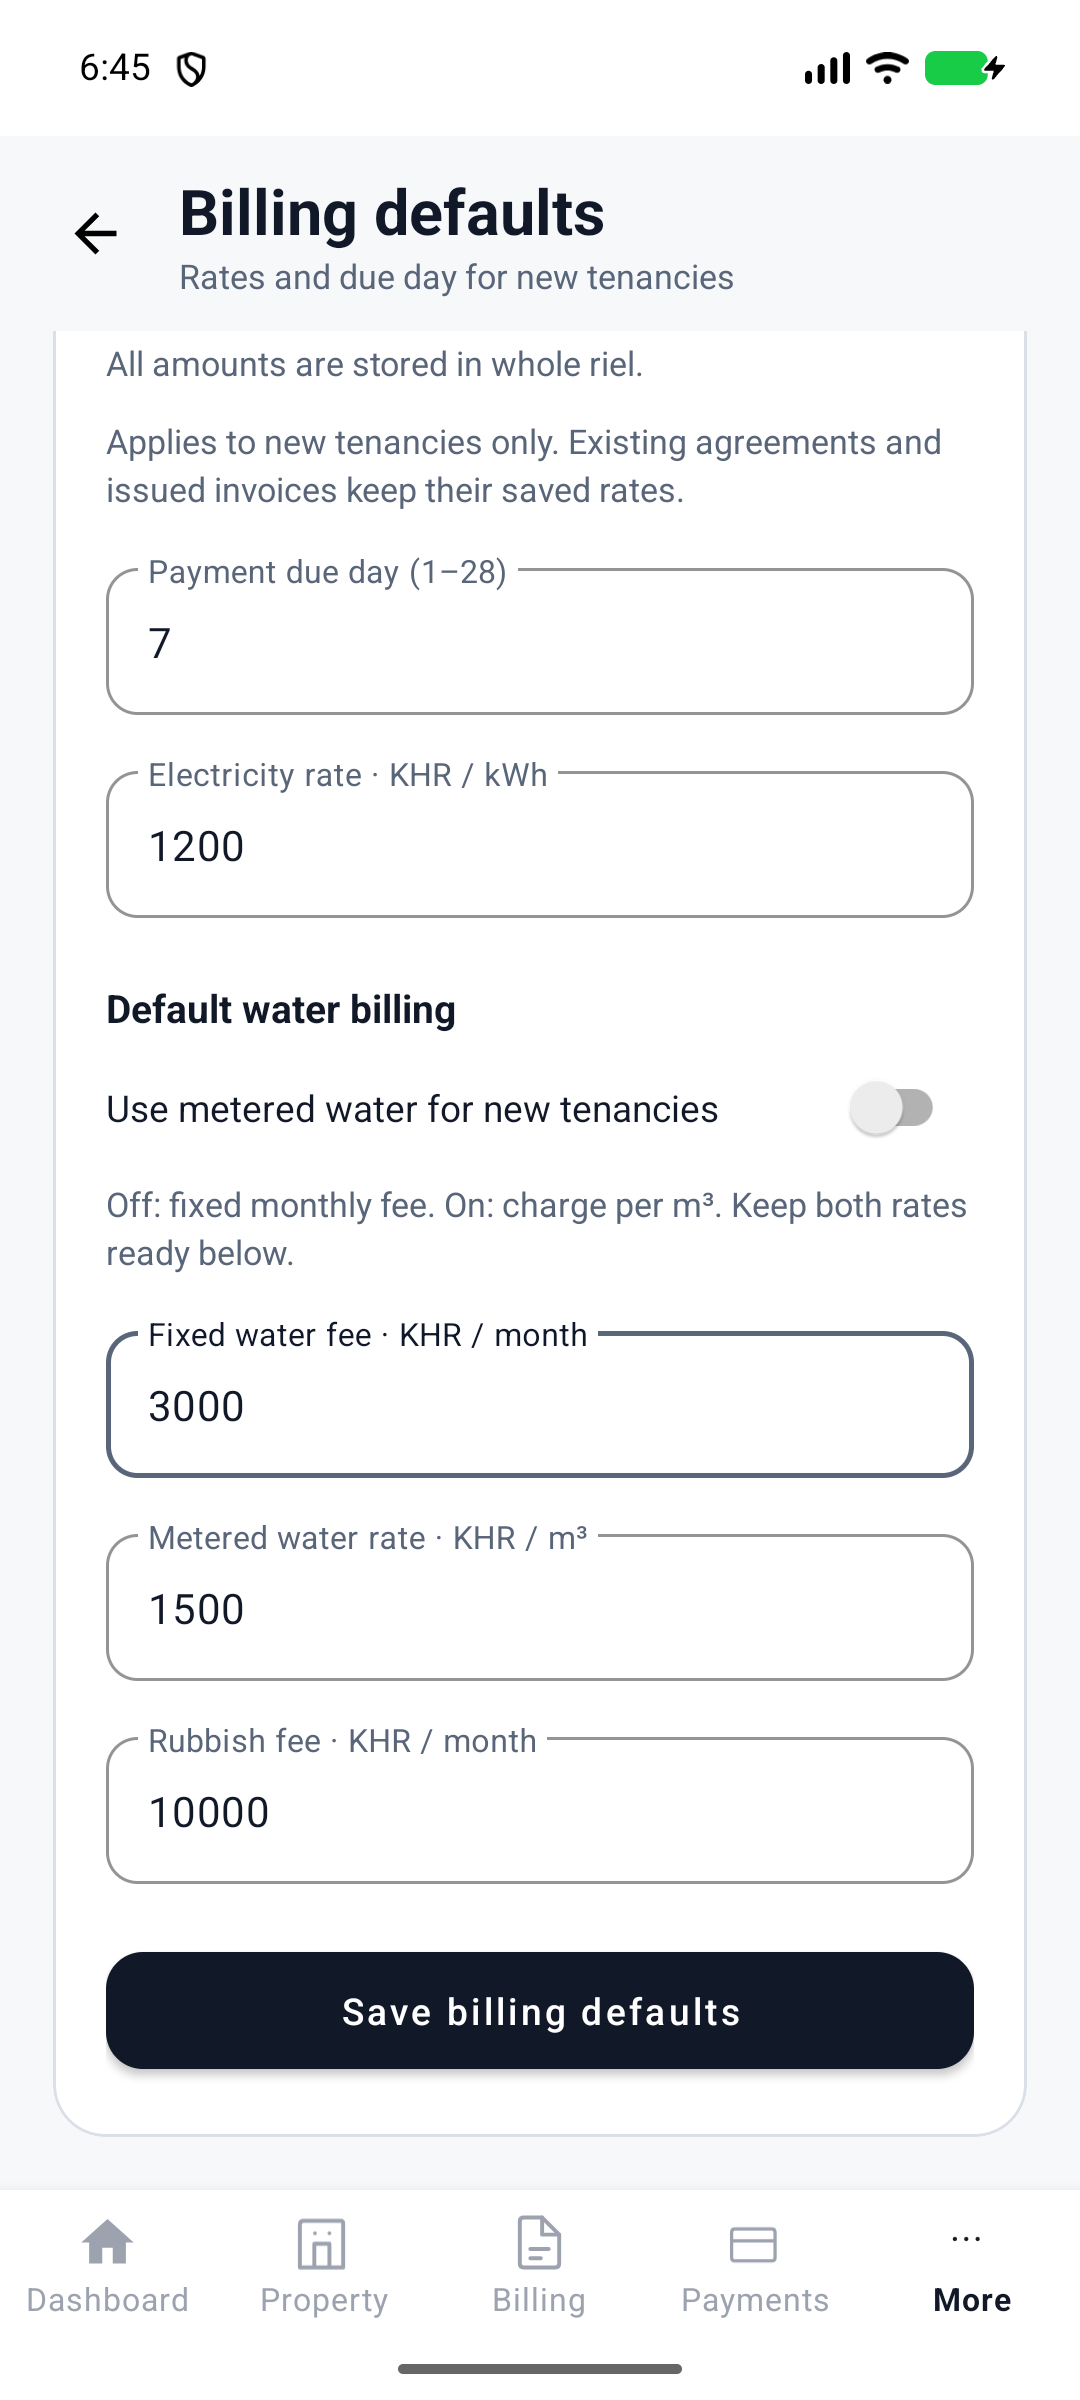 6:45
Billing defaults
Rates and due day for new tenancies
All amounts are stored in whole riel.
Applies to new tenancies only. Existing agreements and
issued invoices keep their saved rates.
Payment due day (1–28)
7
Electricity rate · KHR / kWh
1200
Default water billing
Use metered water for new tenancies
Off: fixed monthly fee. On: charge per m³. Keep both rates
ready below.
Fixed water fee · KHR / month
3000
Metered water rate · KHR / m³
1500
Rubbish fee · KHR / month
10000
Save billing defaults
Dashboard
Property
Billing
Payments
More